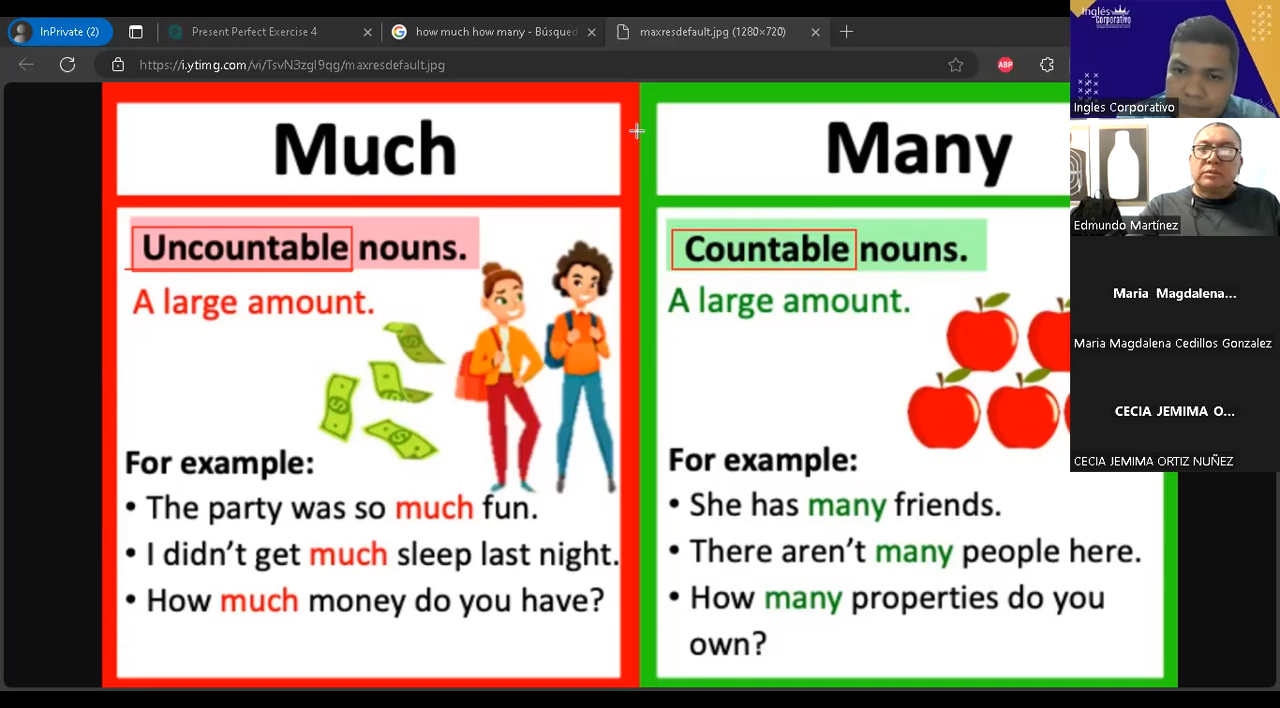 InPrivate (2)
Present Perfect Exercise 4
how much how many - Búsqued
maxresdefault.jpg (1280×720)
https://i.ytimg.com/vi/TsvN3zgI9qg/maxresdefault.jpg
ABP
Inglés
Corporativo
Ingles Corporativo
Edmundo Martínez
Maria Magdalena...
Maria Magdalena Cedillos Gonzalez
CECIA JEMIMA O...
CECIA JEMIMA ORTIZ NUÑEZ
Much
Uncountable nouns.
A large amount.
For example:
• The party was so much fun.
• I didn't get much sleep last night.
• How much money do you have?
Many
Countable nouns.
A large amount.
For example:
• She has many friends.
• There aren't many people here.
• How many properties do you
own?